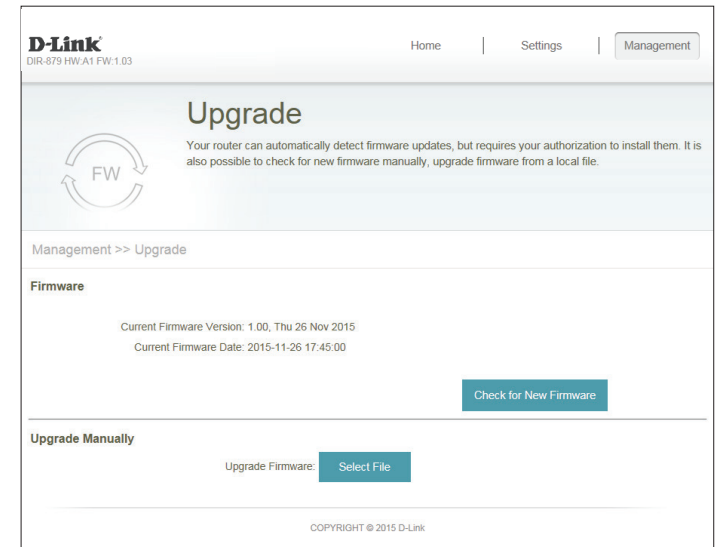 D-Link
DIR-879 HW:A1 FW:1.03
Home | Settings | Management
Upgrade
Your router can automatically detect firmware updates, but requires your authorization to install them. It is
also possible to check for new firmware manually, upgrade firmware from a local file.
FW
Management >> Upgrade
Firmware
Current Firmware Version: 1.00, Thu 26 Nov 2015
Current Firmware Date: 2015-11-26 17:45:00
Check for New Firmware
Upgrade Manually
Upgrade Firmware: Select File
COPYRIGHT © 2015 D-Link